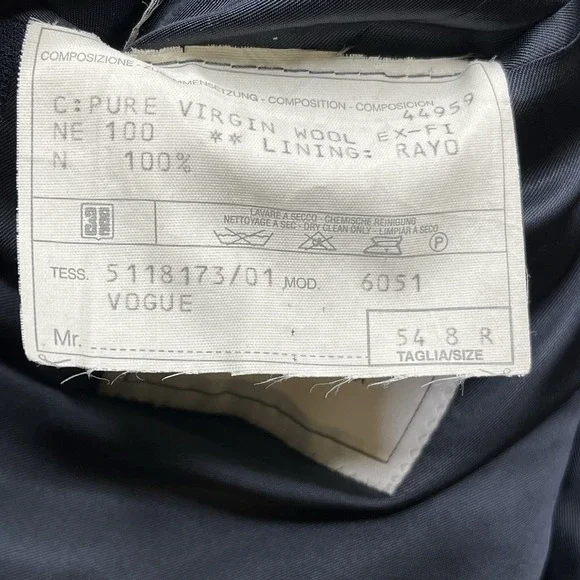 COMPOSIZIONE - ZUSAMMENSETZUNG - COMPOSITION - COMPOSICION
44959
C:PURE VIRGIN WOOL EX-FI
NE 100 ** LINING: RAYO
N 100%
LAVARE A SECCO - CHEMISCHE REINIGUNG
NETTOYAGE A SEC - DRY CLEAN ONLY - LIMPIAR A SECO
P
TESS. 5118173/01 MOD. 6051
VOGUE
Mr. 54 8 R
TAGLIA/SIZE